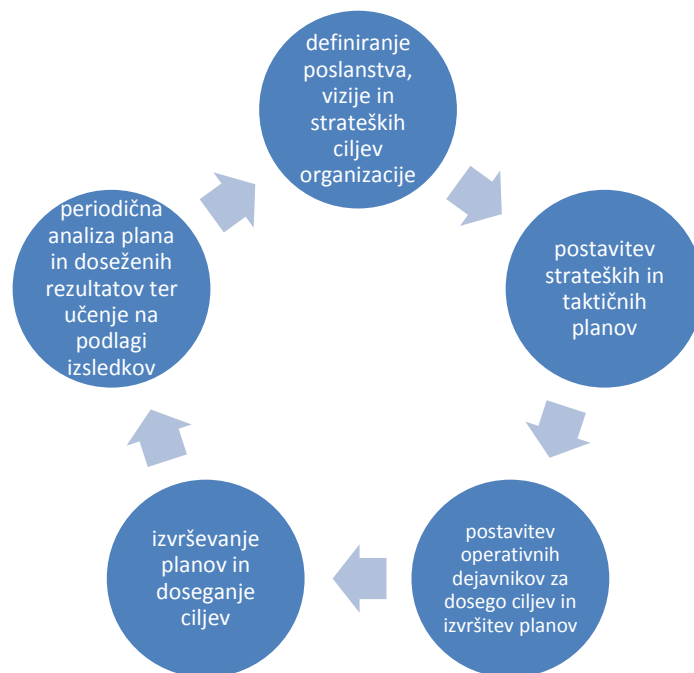 definiranje
poslanstva,
vizije in
strateških
ciljev
organizacije
postavitev
strateških in
taktičnih
planov
postavitev
operativnih
dejavnikov za
dosego ciljev in
izvršitev planov
izvrševanje
planov in
doseganje
ciljev
periodična
analiza plana
in doseženih
rezultatov ter
učenje na
podlagi
izsledkov